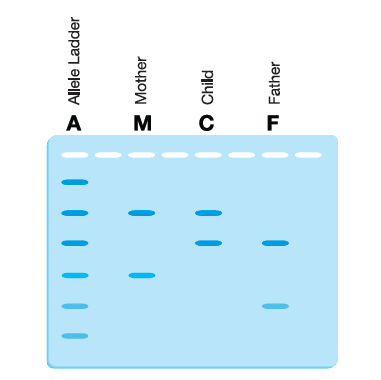 Allele Ladder
Mother
Child
Father
A
M
C
F